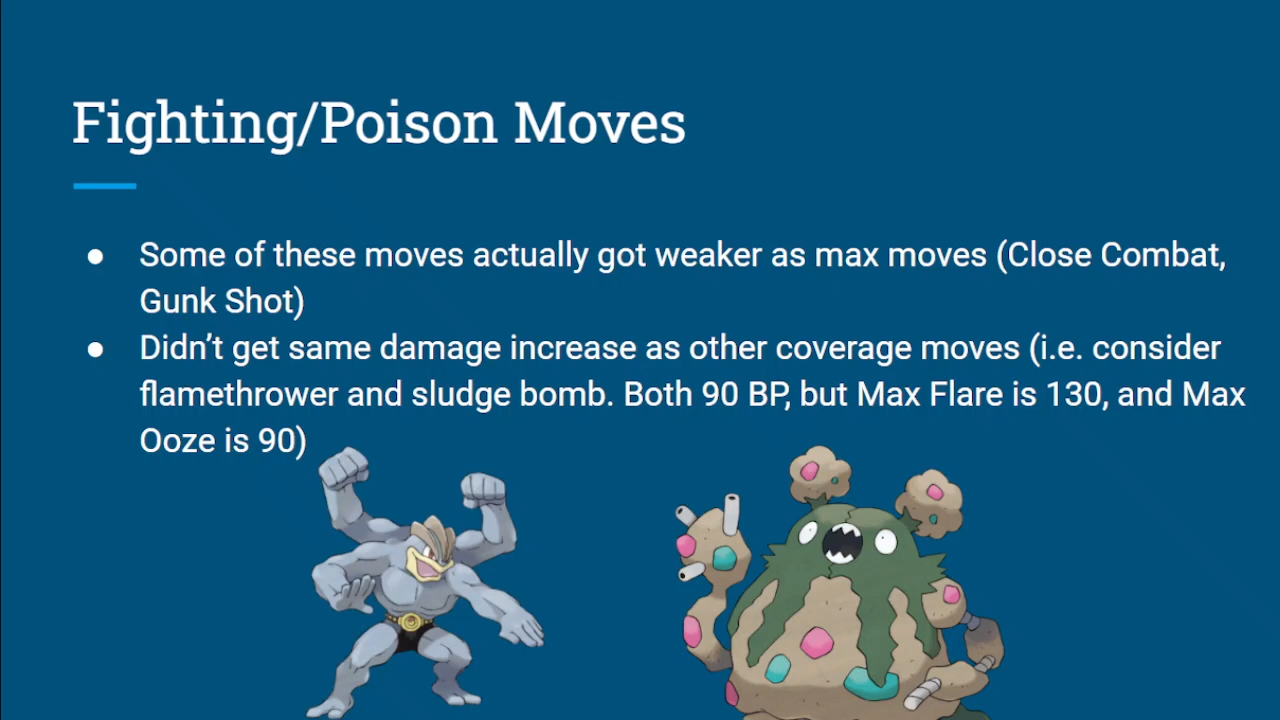 Fighting/Poison Moves
● Some of these moves actually got weaker as max moves (Close Combat,
Gunk Shot)
● Didn’t get same damage increase as other coverage moves (i.e. consider
flamethrower and sludge bomb. Both 90 BP, but Max Flare is 130, and Max
Ooze is 90)